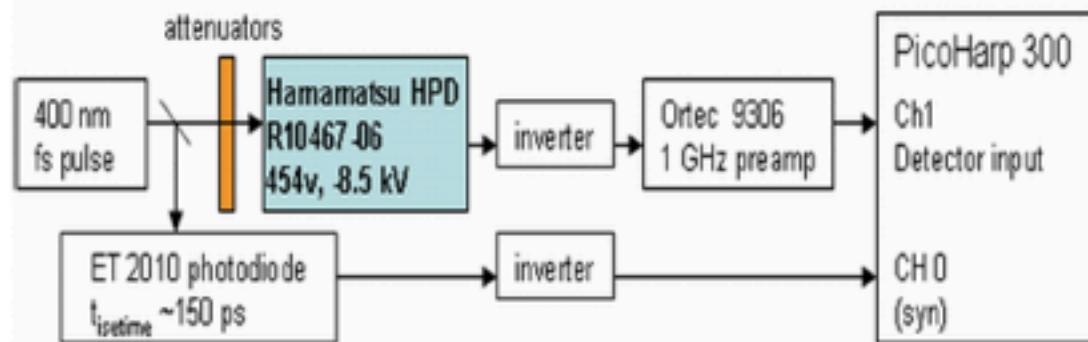 attenuators
400 nm
fs pulse
Hamamatsu HPD
R10467-06
454v, -8.5 kV
inverter
Ortec 9306
1 GHz preamp
PicoHarp 300
Ch1
Detector input
ET 2010 photodiode
tisetime ~150 ps
inverter
CH 0
(syn)